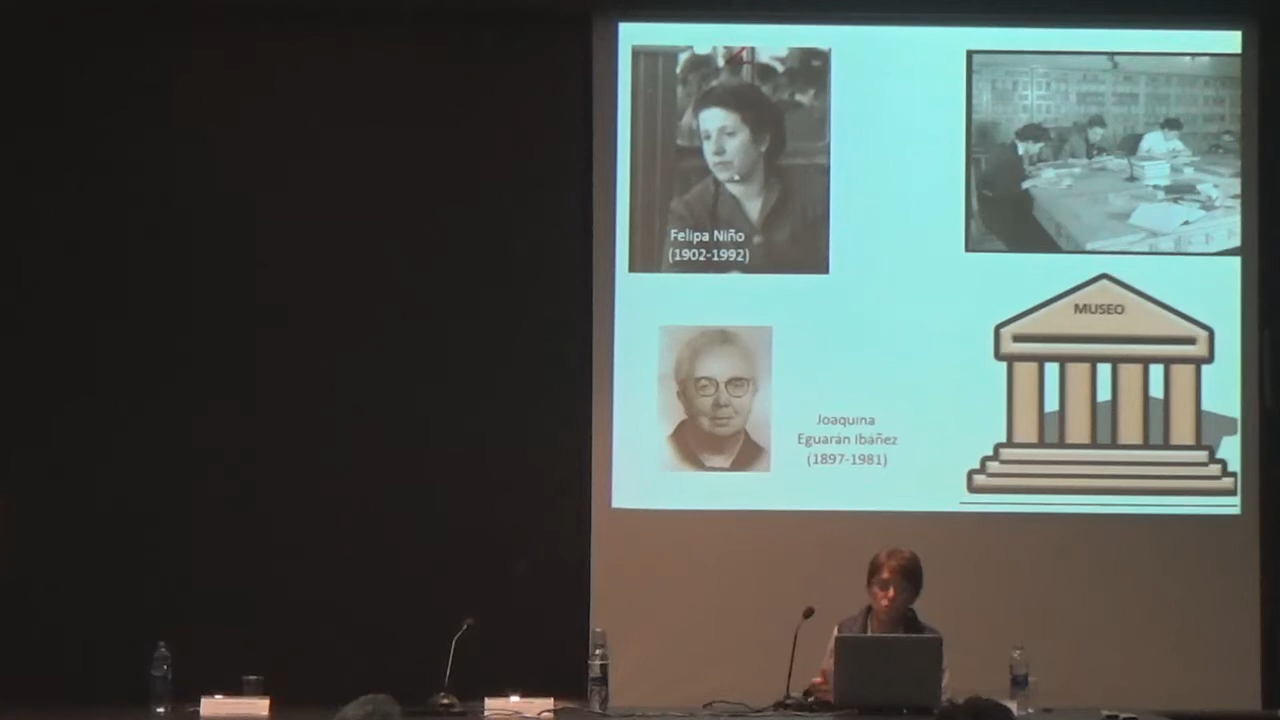 Felipa Niño
(1902-1992)
MUSEO
Joaquina
Eguarán Ibáñez
(1897-1981)